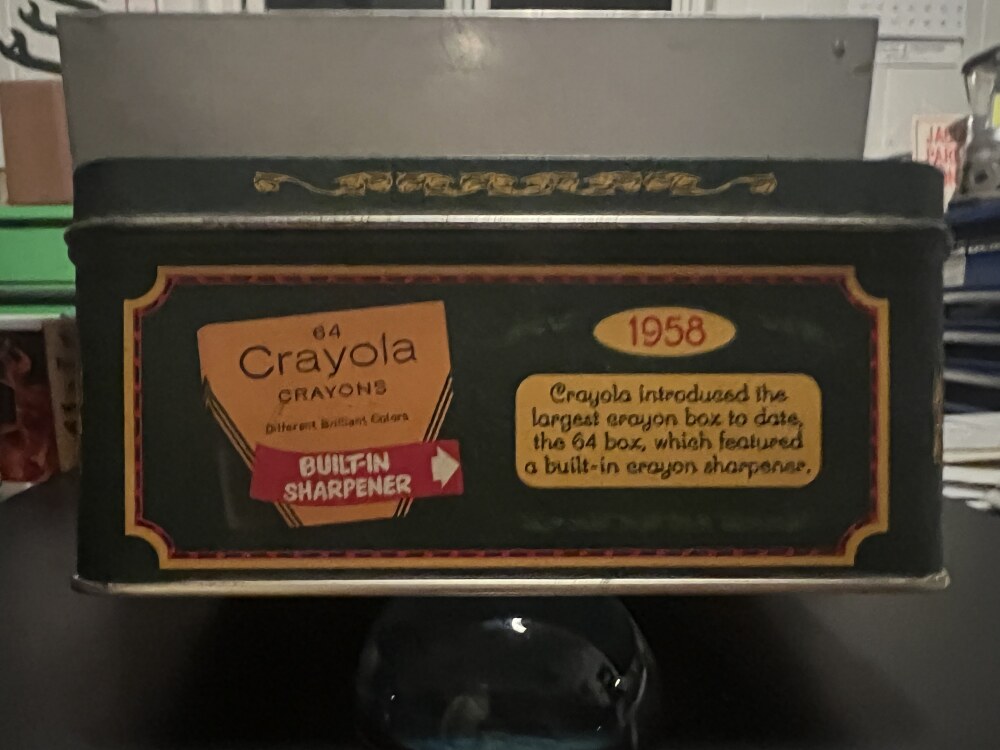 64
Crayola
CRAYONS
Different Brilliant Colors
BUILT-IN
SHARPENER
1958
Crayola introduced the
largest crayon box to date,
the 64 box, which featured
a built-in crayon sharpener.